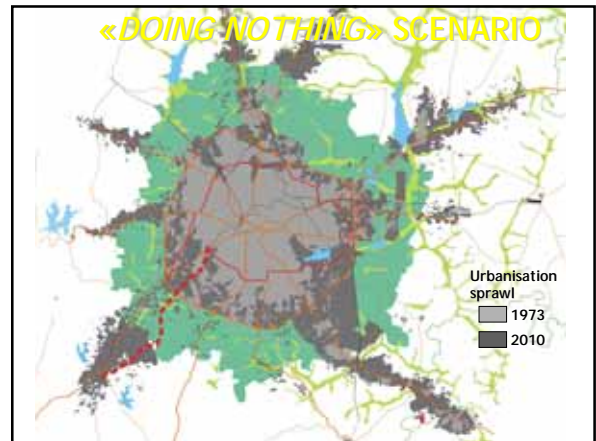 «DOING NOTHING» SCENARIO
Urbanisation
sprawl
1973
2010